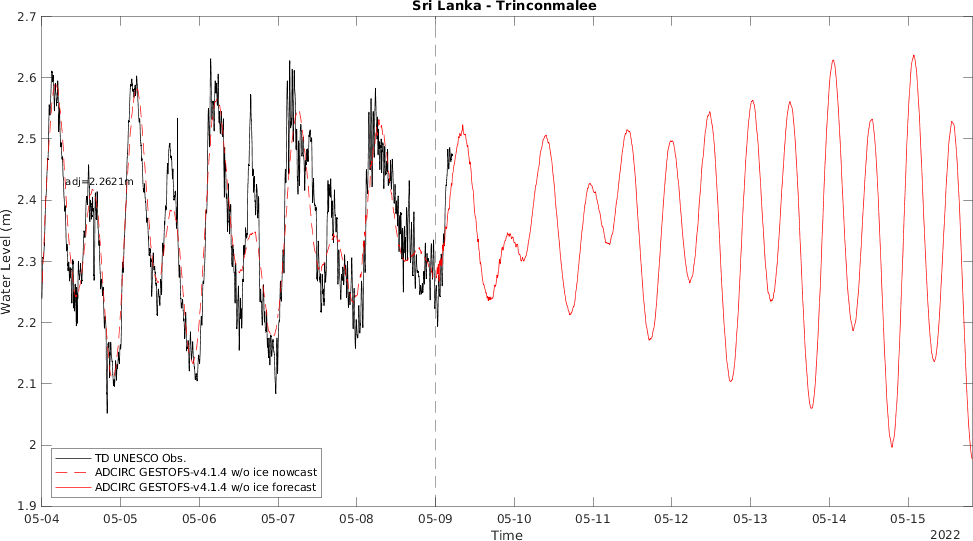 Sri Lanka - Trinconmalee
2.7
2.6
2.5
2.4
2.3
2.2
2.1
2
1.9
Water Level (m)
adj=2.2621m
TD UNESCO Obs.
ADCIRC GESTOFS-v4.1.4 w/o ice nowcast
ADCIRC GESTOFS-v4.1.4 w/o ice forecast
05-04 05-05 05-06 05-07 05-08 05-09 05-10 05-11 05-12 05-13 05-14 05-15
2022
Time